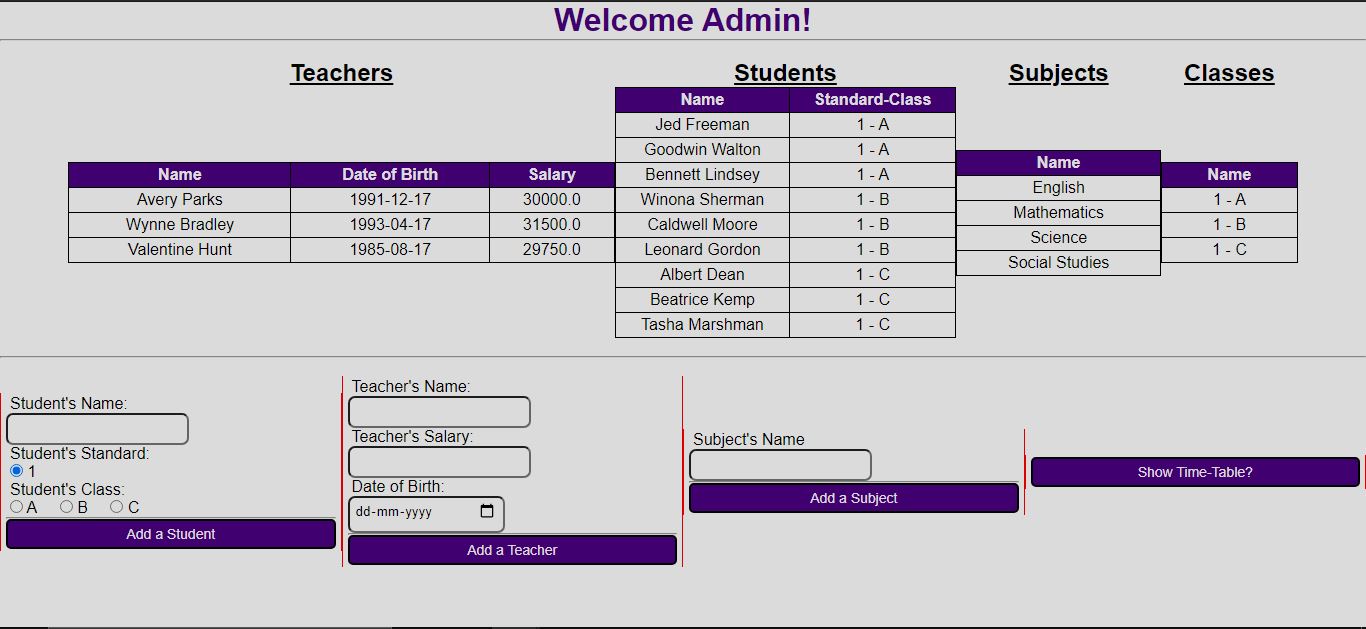 Welcome Admin!
Teachers
Name Date of Birth Salary
Avery Parks 1991-12-17 30000.0
Wynne Bradley 1993-04-17 31500.0
Valentine Hunt 1985-08-17 29750.0
Students
Name Standard-Class
Jed Freeman 1 - A
Goodwin Walton 1 - A
Bennett Lindsey 1 - A
Winona Sherman 1 - B
Caldwell Moore 1 - B
Leonard Gordon 1 - B
Albert Dean 1 - C
Beatrice Kemp 1 - C
Tasha Marshman 1 - C
Subjects
Name
English
Mathematics
Science
Social Studies
Classes
Name
1 - A
1 - B
1 - C
Student's Name:
Student's Standard:
1
Student's Class:
A B C
Add a Student
Teacher's Name:
Teacher's Salary:
Date of Birth:
dd-mm-yyyy
Add a Teacher
Subject's Name
Add a Subject
Show Time-Table?